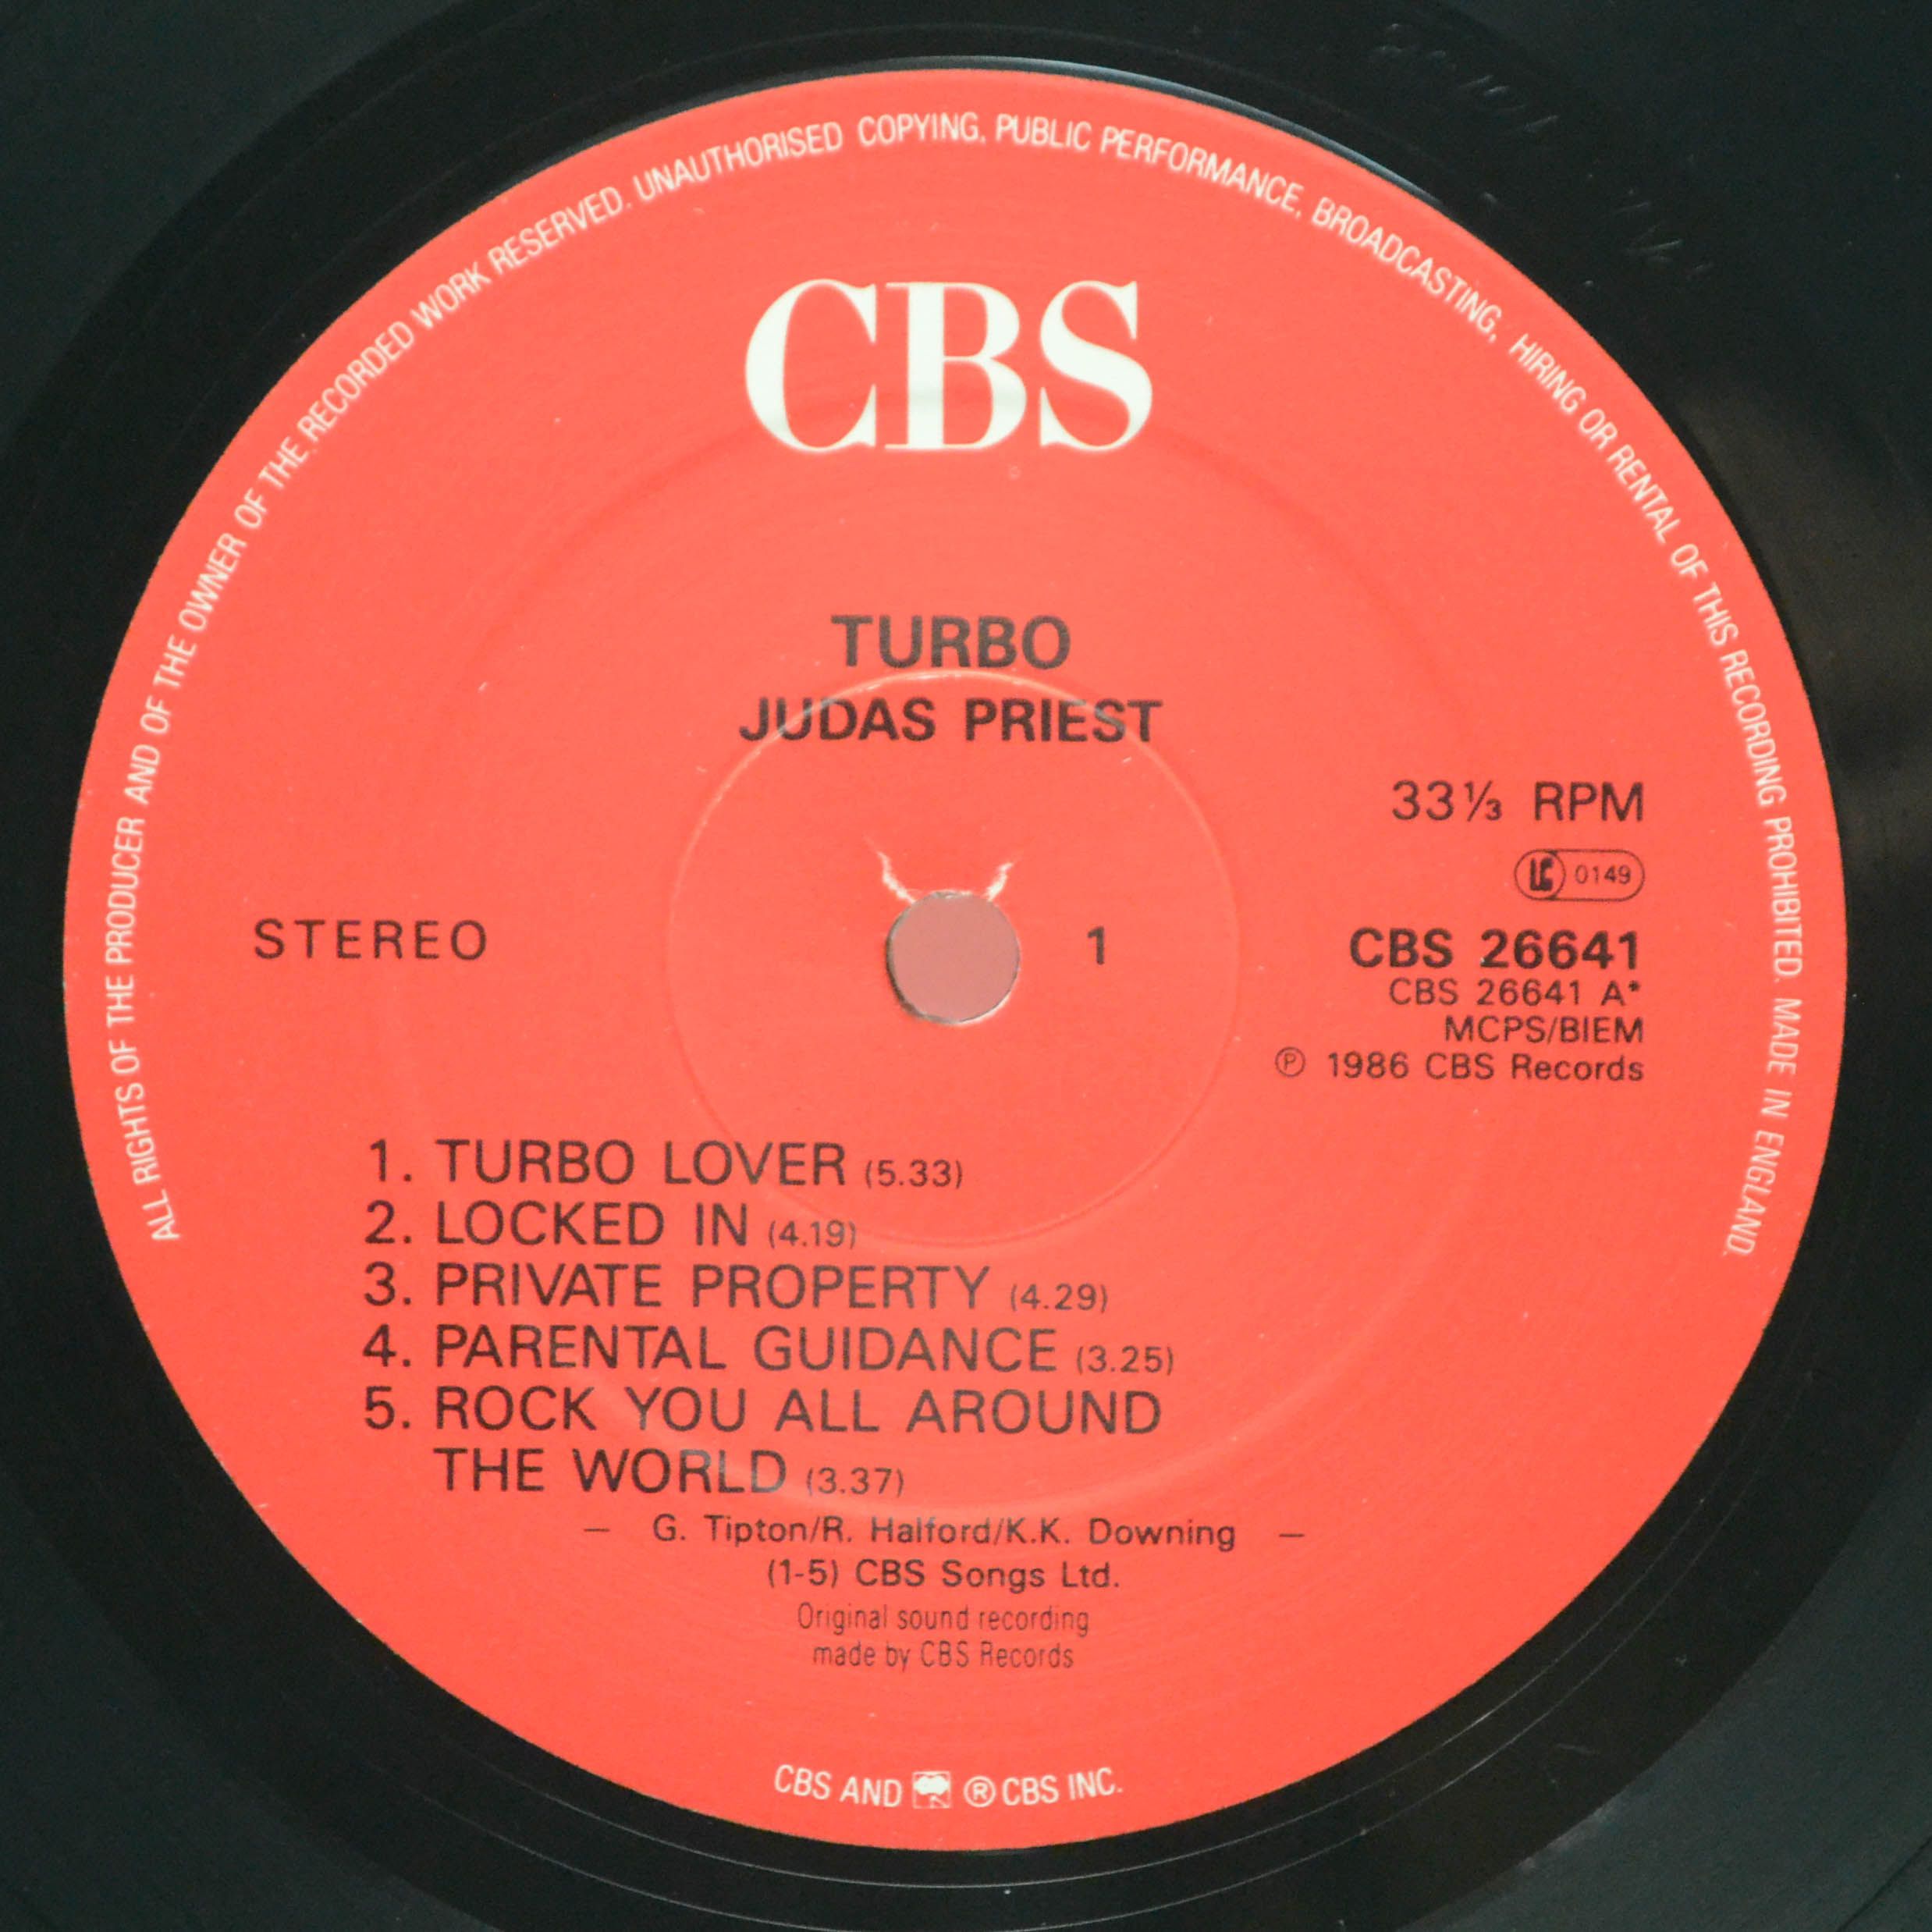 ALL RIGHTS OF THE PRODUCER AND OF THE OWNER OF THE RECORDED WORK RESERVED. UNAUTHORISED COPYING, PUBLIC PERFORMANCE, BROADCASTING, HIRING OR RENTAL OF THIS RECORDING PROHIBITED. MADE IN ENGLAND.
CBS
TURBO
JUDAS PRIEST
33⅓ RPM
LC 0149
STEREO
1
CBS 26641
CBS 26641 A*
MCPS/BIEM
℗ 1986 CBS Records
1. TURBO LOVER (5.33)
2. LOCKED IN (4.19)
3. PRIVATE PROPERTY (4.29)
4. PARENTAL GUIDANCE (3.25)
5. ROCK YOU ALL AROUND
THE WORLD (3.37)
— G. Tipton/R. Halford/K.K. Downing —
(1-5) CBS Songs Ltd.
Original sound recording
made by CBS Records
CBS AND ® CBS INC.